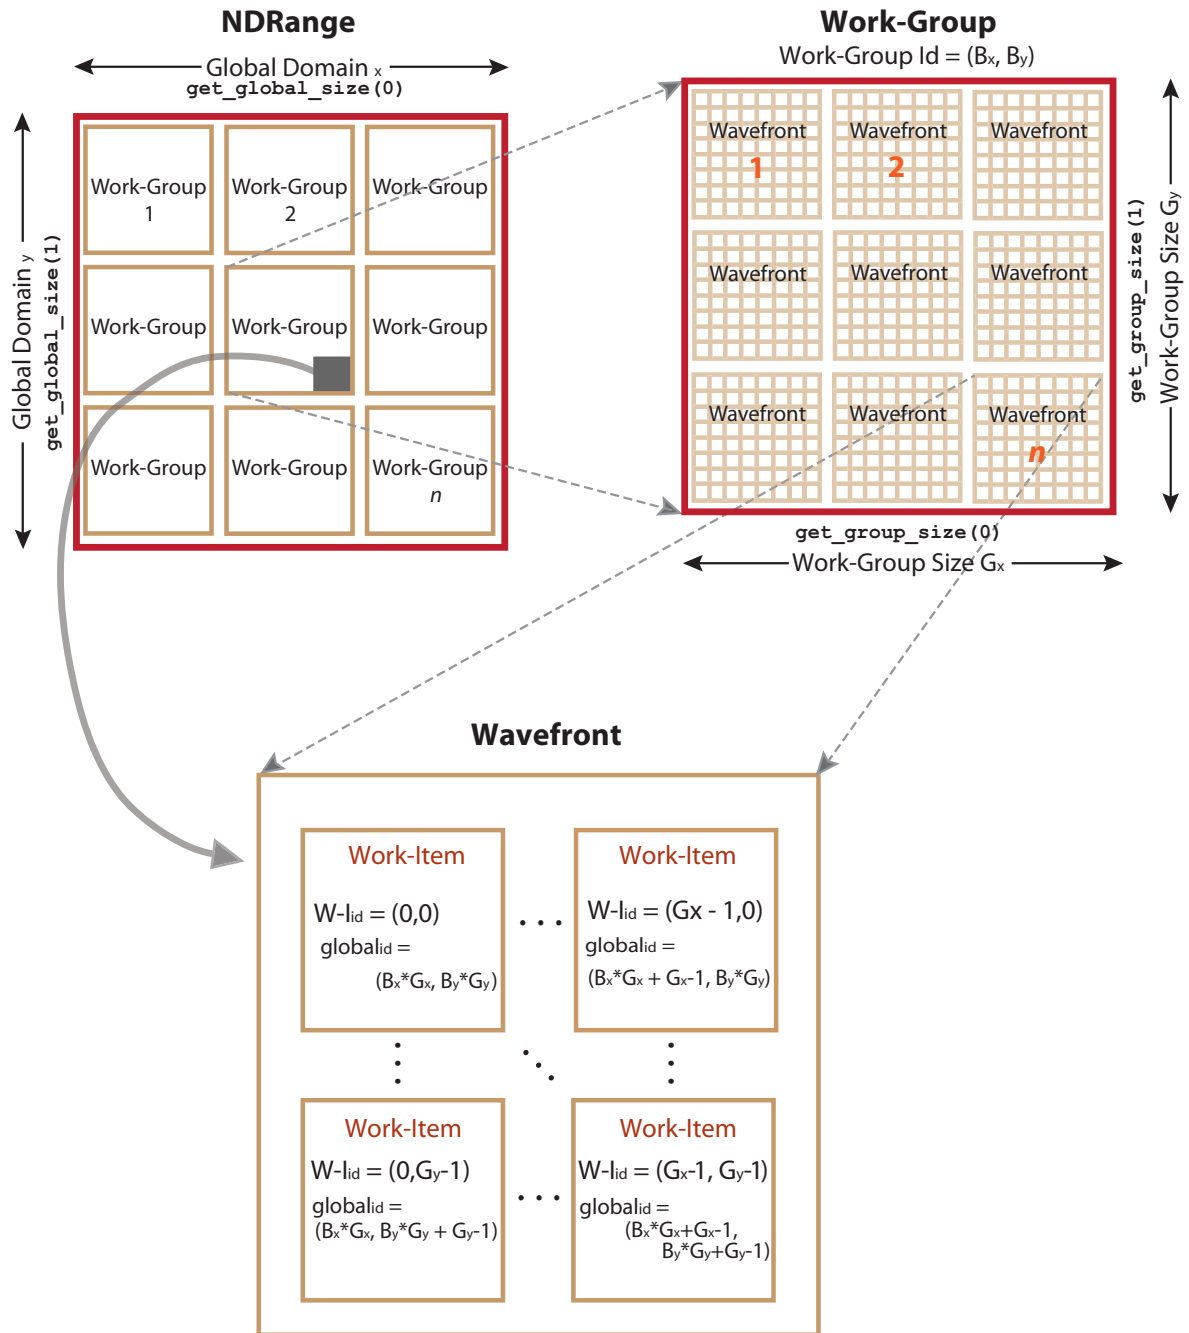 NDRange
Global Domain x
get_global_size(0)
Global Domain y
get_global_size(1)
Work-Group
1
Work-Group
2
Work-Group
Work-Group
Work-Group
Work-Group
Work-Group
Work-Group
Work-Group
n
Work-Group
Work-Group Id = (Bx, By)
Wavefront
1
Wavefront
2
Wavefront
Wavefront
Wavefront
Wavefront
Wavefront
Wavefront
Wavefront
n
get_group_size(1)
Work-Group Size Gy
get_group_size(0)
Work-Group Size Gx
Wavefront
Work-Item
W-Iid = (0,0)
globalid =
(Bx*Gx, By*Gy)
. . .
Work-Item
W-Iid = (Gx - 1,0)
globalid =
(Bx*Gx + Gx-1, By*Gy)
Work-Item
W-Iid = (0,Gy-1)
globalid =
(Bx*Gx, By*Gy + Gy-1)
. . .
Work-Item
W-Iid = (Gx-1, Gy-1)
globalid =
(Bx*Gx+Gx-1,
By*Gy+Gy-1)